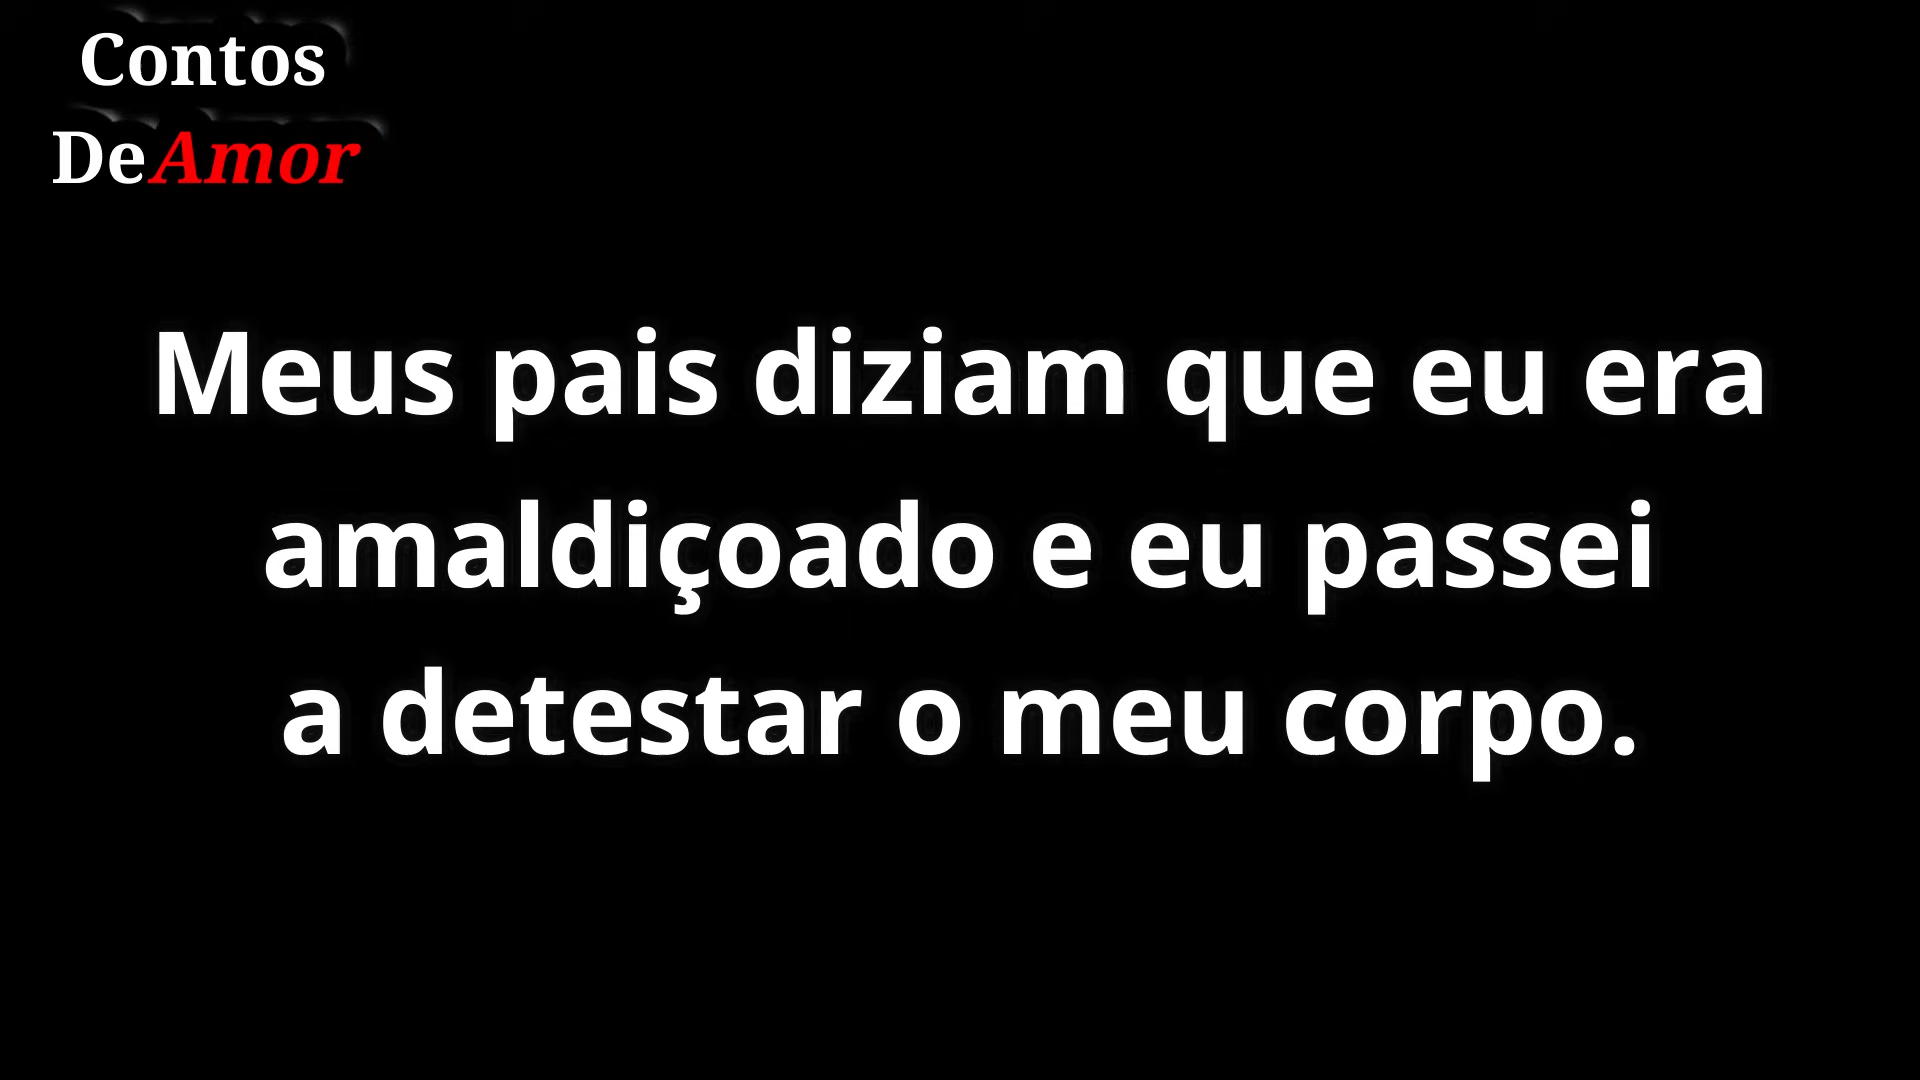 Contos
DeAmor
Meus pais diziam que eu era
amaldiçoado e eu passei
a detestar o meu corpo.